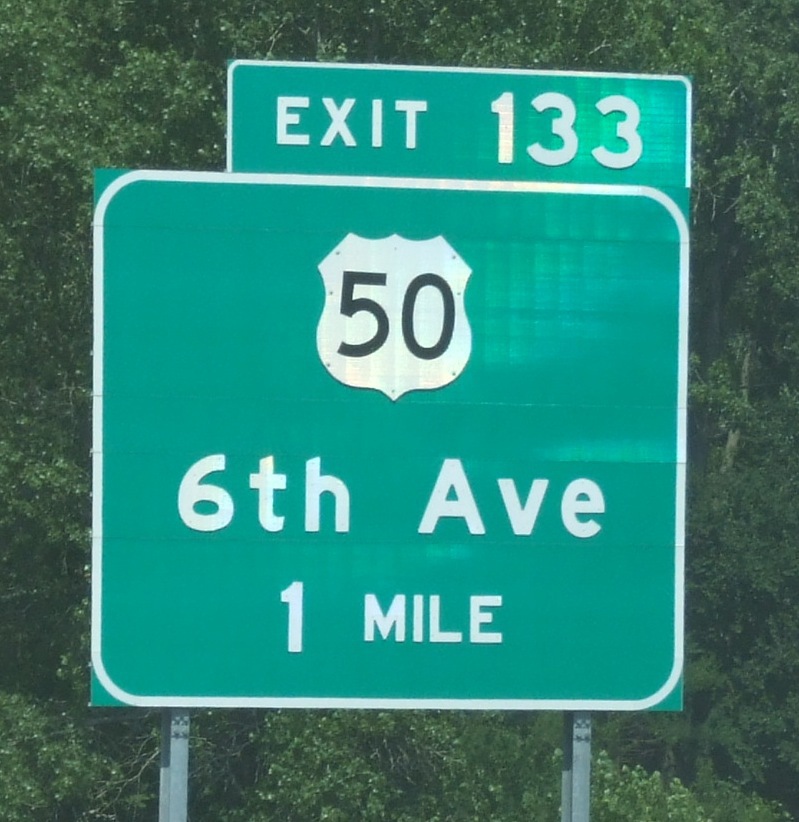 EXIT 133
50
6th Ave
1 MILE